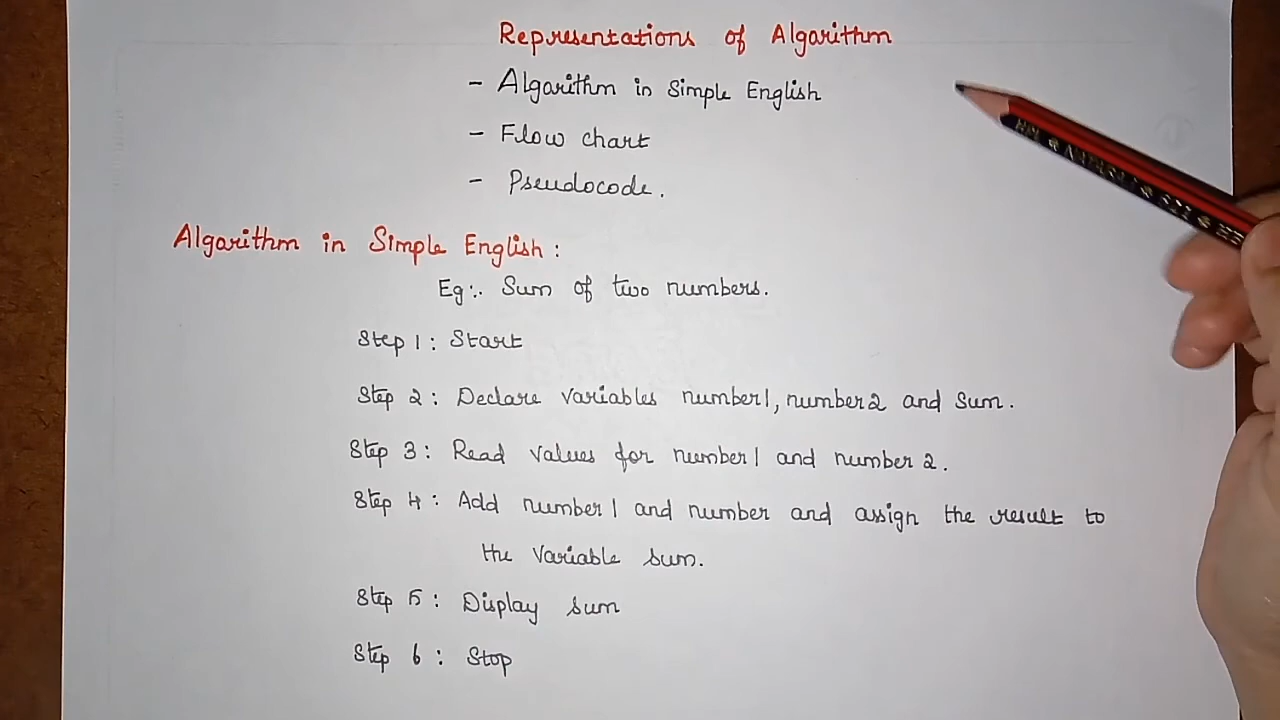 Representations of Algorithm
- Algorithm in Simple English
- Flow chart
- Pseudocode.
Algorithm in Simple English :
Eg:. Sum of two numbers.
Step 1 : Start
Step 2 : Declare variables number1, number2 and sum.
Step 3 : Read values for number1 and number 2.
Step 4 : Add number1 and number and assign the result to
the variable sum.
Step 5 : Display sum
Step 6 : Stop